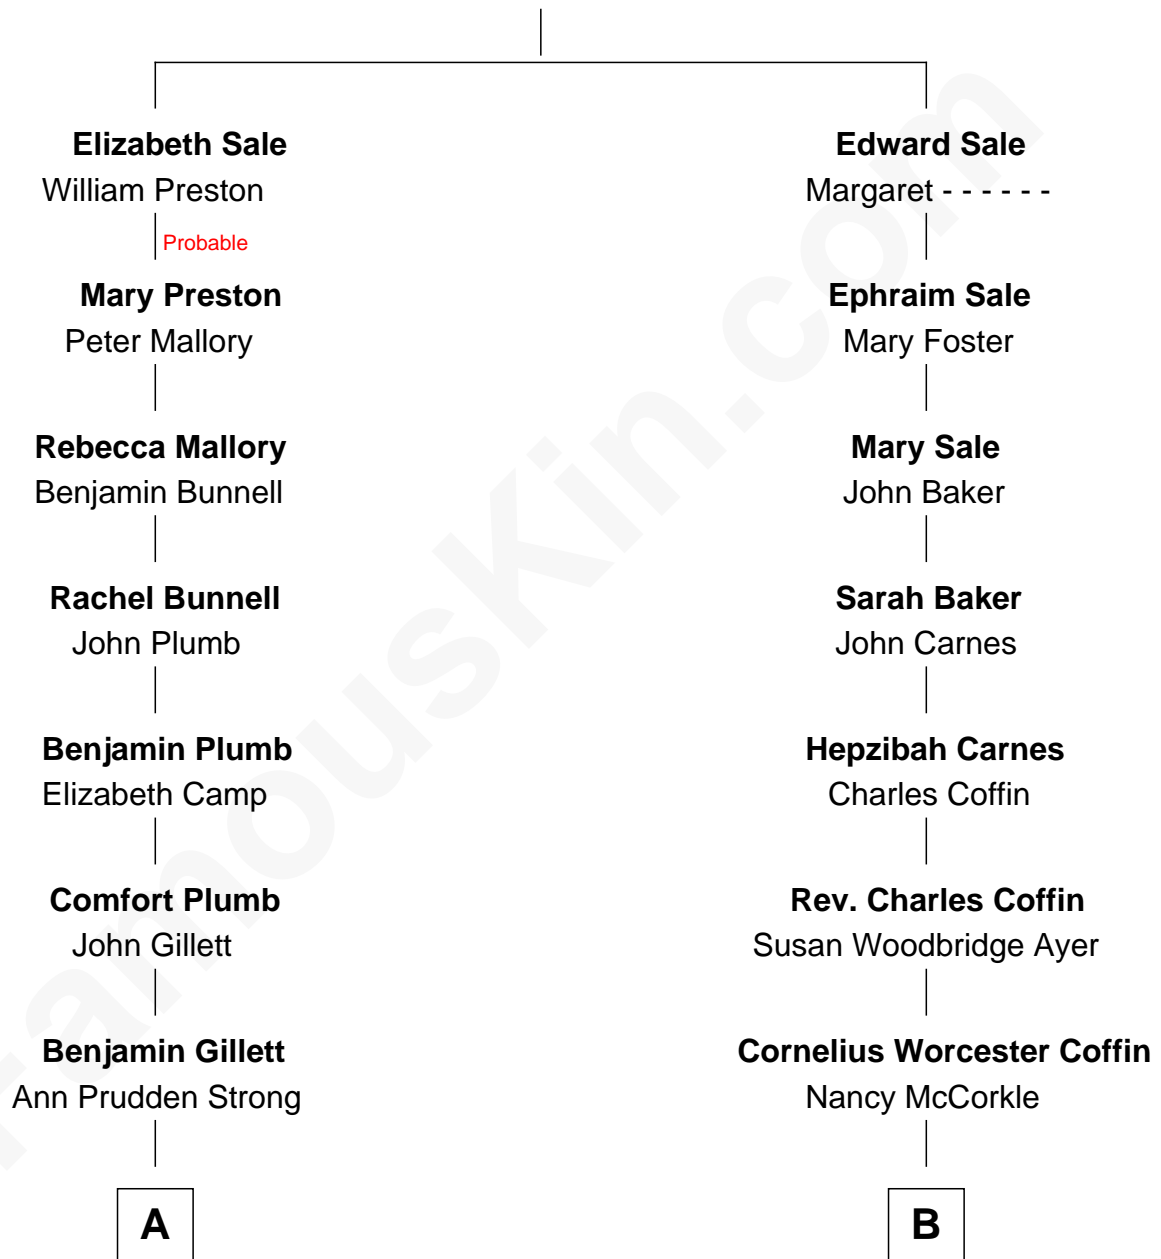 Elizabeth Sale
William Preston
Probable
Mary Preston
Peter Mallory
Rebecca Mallory
Benjamin Bunnell
Rachel Bunnell
John Plumb
Benjamin Plumb
Elizabeth Camp
Comfort Plumb
John Gillett
Benjamin Gillett
Ann Prudden Strong
A
Edward Sale
Margaret - - - - - -
Ephraim Sale
Mary Foster
Mary Sale
John Baker
Sarah Baker
John Carnes
Hepzibah Carnes
Charles Coffin
Rev. Charles Coffin
Susan Woodbridge Ayer
Cornelius Worcester Coffin
Nancy McCorkle
B
FamousKin.com